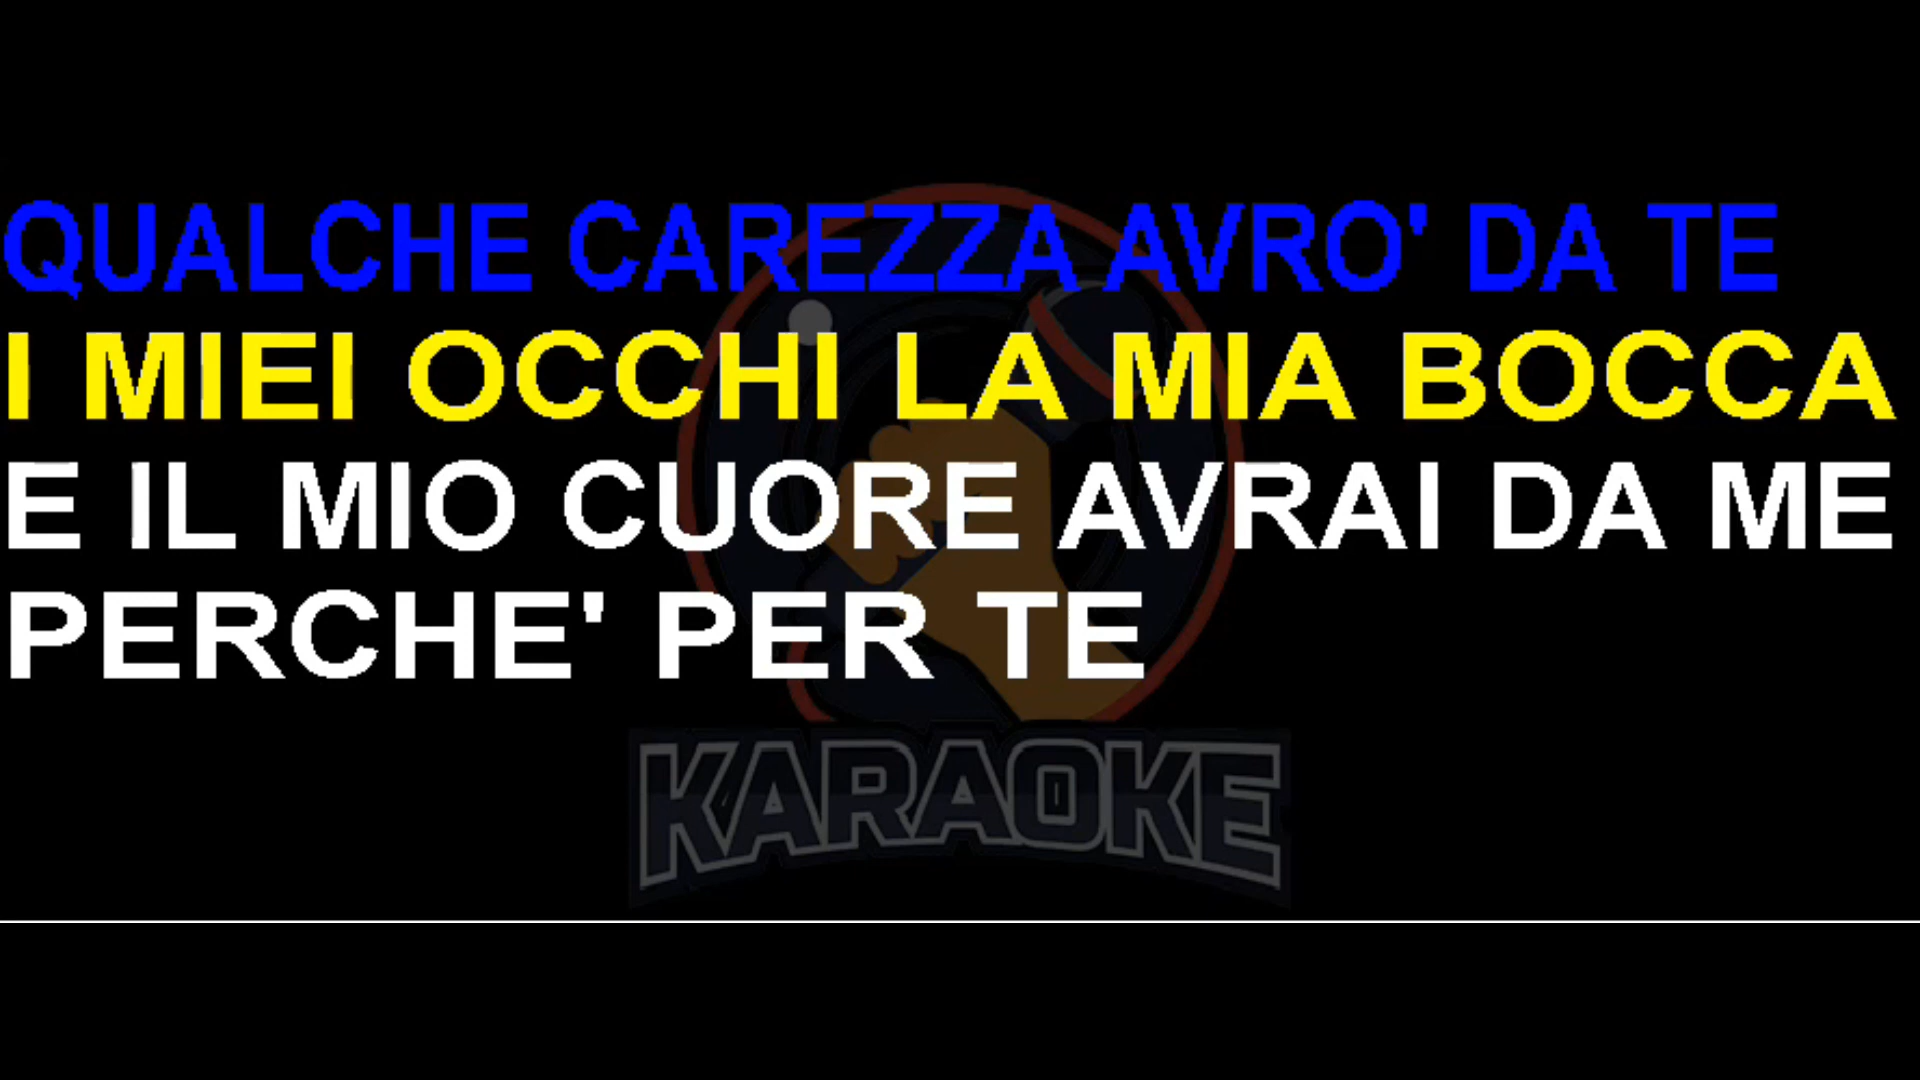 QUALCHE CAREZZA AVRO' DA TE
I MIEI OCCHI LA MIA BOCCA
E IL MIO CUORE AVRAI DA ME
PERCHE' PER TE
KARAOKE